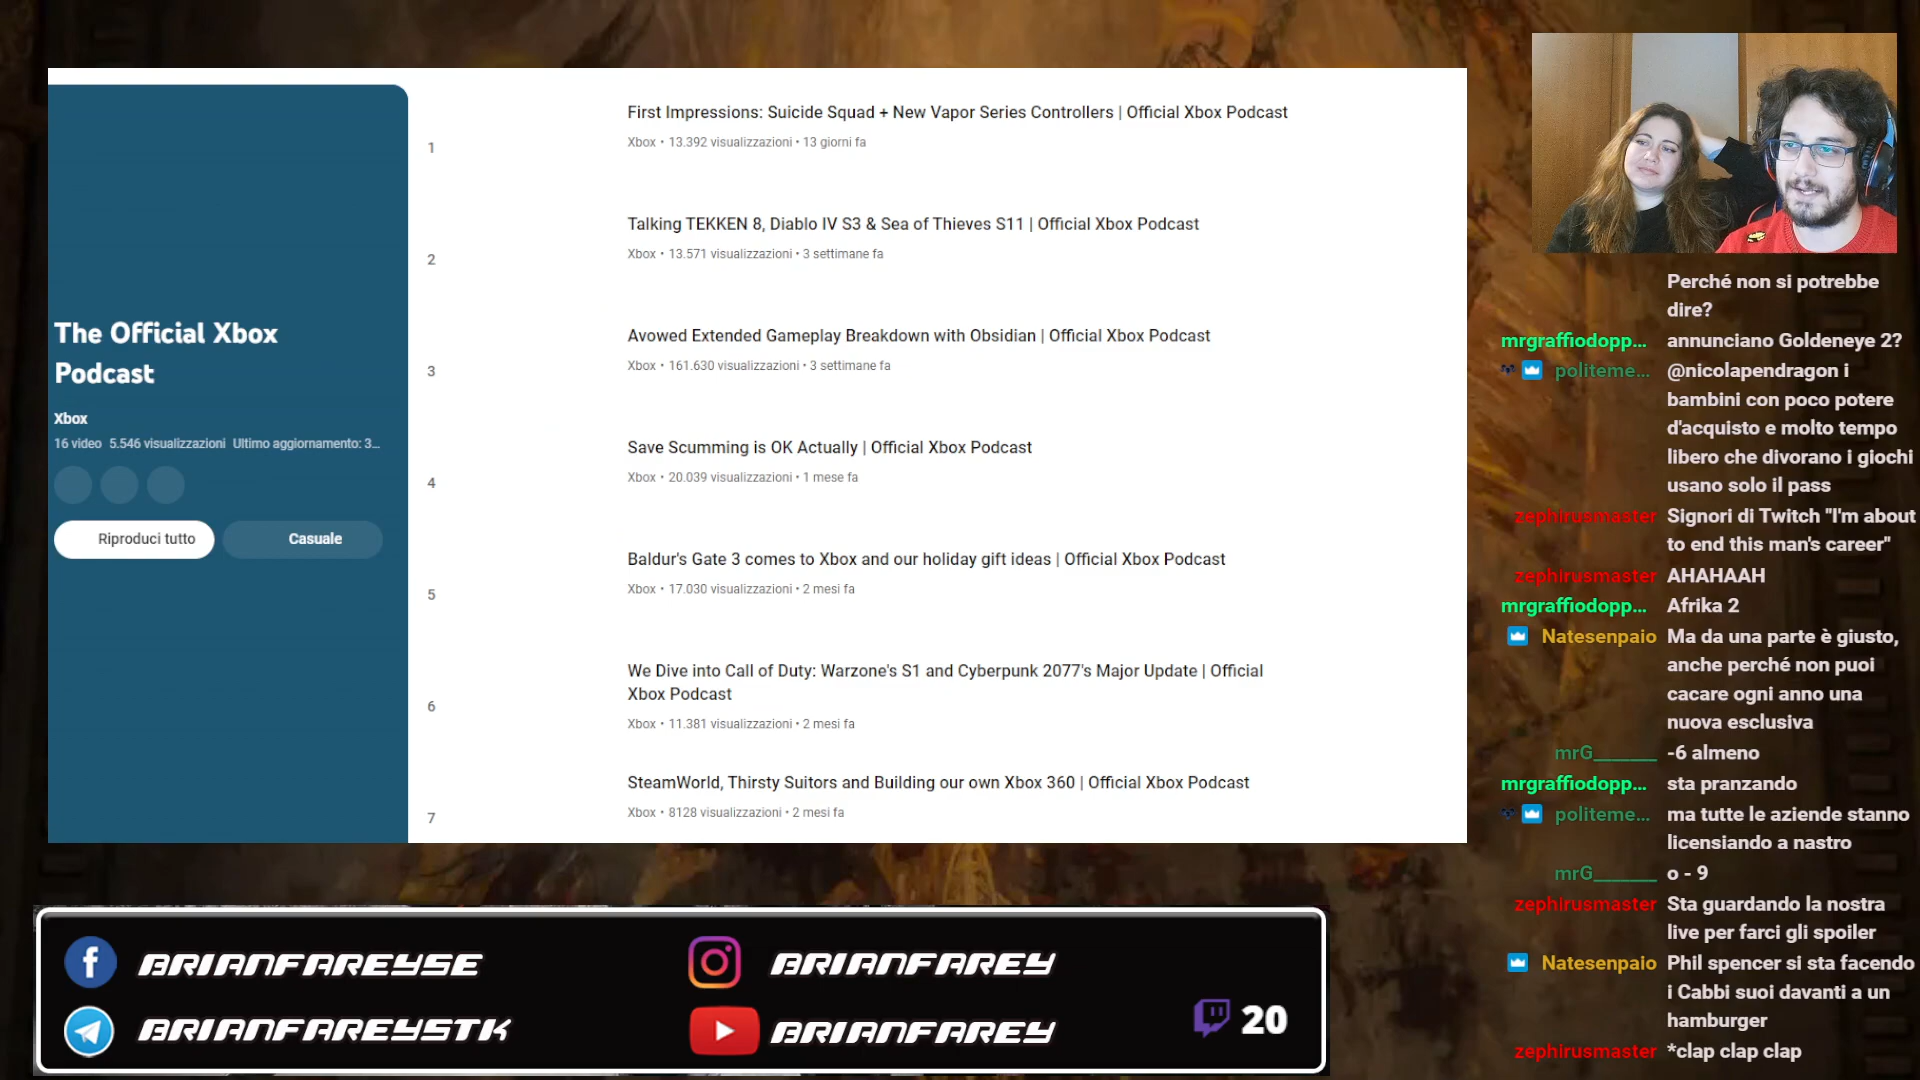 The Official Xbox
Podcast
Xbox
16 video 5.546 visualizzazioni Ultimo aggiornamento: 3...
Riproduci tutto
Casuale
1
First Impressions: Suicide Squad + New Vapor Series Controllers | Official Xbox Podcast
Xbox • 13.392 visualizzazioni • 13 giorni fa
2
Talking TEKKEN 8, Diablo IV S3 & Sea of Thieves S11 | Official Xbox Podcast
Xbox • 13.571 visualizzazioni • 3 settimane fa
3
Avowed Extended Gameplay Breakdown with Obsidian | Official Xbox Podcast
Xbox • 161.630 visualizzazioni • 3 settimane fa
4
Save Scumming is OK Actually | Official Xbox Podcast
Xbox • 20.039 visualizzazioni • 1 mese fa
5
Baldur's Gate 3 comes to Xbox and our holiday gift ideas | Official Xbox Podcast
Xbox • 17.030 visualizzazioni • 2 mesi fa
6
We Dive into Call of Duty: Warzone's S1 and Cyberpunk 2077's Major Update | Official
Xbox Podcast
Xbox • 11.381 visualizzazioni • 2 mesi fa
7
SteamWorld, Thirsty Suitors and Building our own Xbox 360 | Official Xbox Podcast
Xbox • 8128 visualizzazioni • 2 mesi fa
Perché non si potrebbe
dire?
mrgraffiodopp... annunciano Goldeneye 2?
politeme... @nicolapendragon i
bambini con poco potere
d'acquisto e molto tempo
libero che divorano i giochi
usano solo il pass
zephirusmaster Signori di Twitch "I'm about
to end this man's career"
zephirusmaster AHAHAAH
mrgraffiodopp... Afrika 2
Natesenpaio Ma da una parte è giusto,
anche perché non puoi
cacare ogni anno una
nuova esclusiva
mrG_______ -6 almeno
mrgraffiodopp... sta pranzando
politeme... ma tutte le aziende stanno
licensiando a nastro
mrG_______ o - 9
zephirusmaster Sta guardando la nostra
live per farci gli spoiler
Natesenpaio Phil spencer si sta facendo
i Cabbi suoi davanti a un
hamburger
zephirusmaster *clap clap clap
BRIANFAREYSE
BRIANFAREY
BRIANFAREYSTK
BRIANFAREY
20